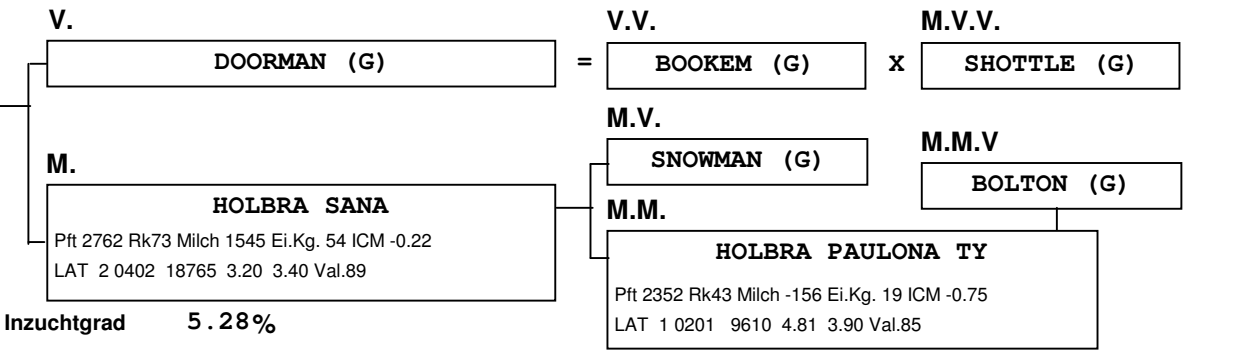 V.
V.V.
M.V.V.
DOORMAN (G)
=
BOOKEM (G)
X
SHOTTLE (G)
M.V.
SNOWMAN (G)
M.M.V
BOLTON (G)
M.
HOLBRA SANA
Pft 2762 Rk73 Milch 1545 Ei.Kg. 54 ICM -0.22
LAT 2 0402 18765 3.20 3.40 Val.89
M.M.
HOLBRA PAULONA TY
Pft 2352 Rk43 Milch -156 Ei.Kg. 19 ICM -0.75
LAT 1 0201 9610 4.81 3.90 Val.85
Inzuchtgrad 5.28%